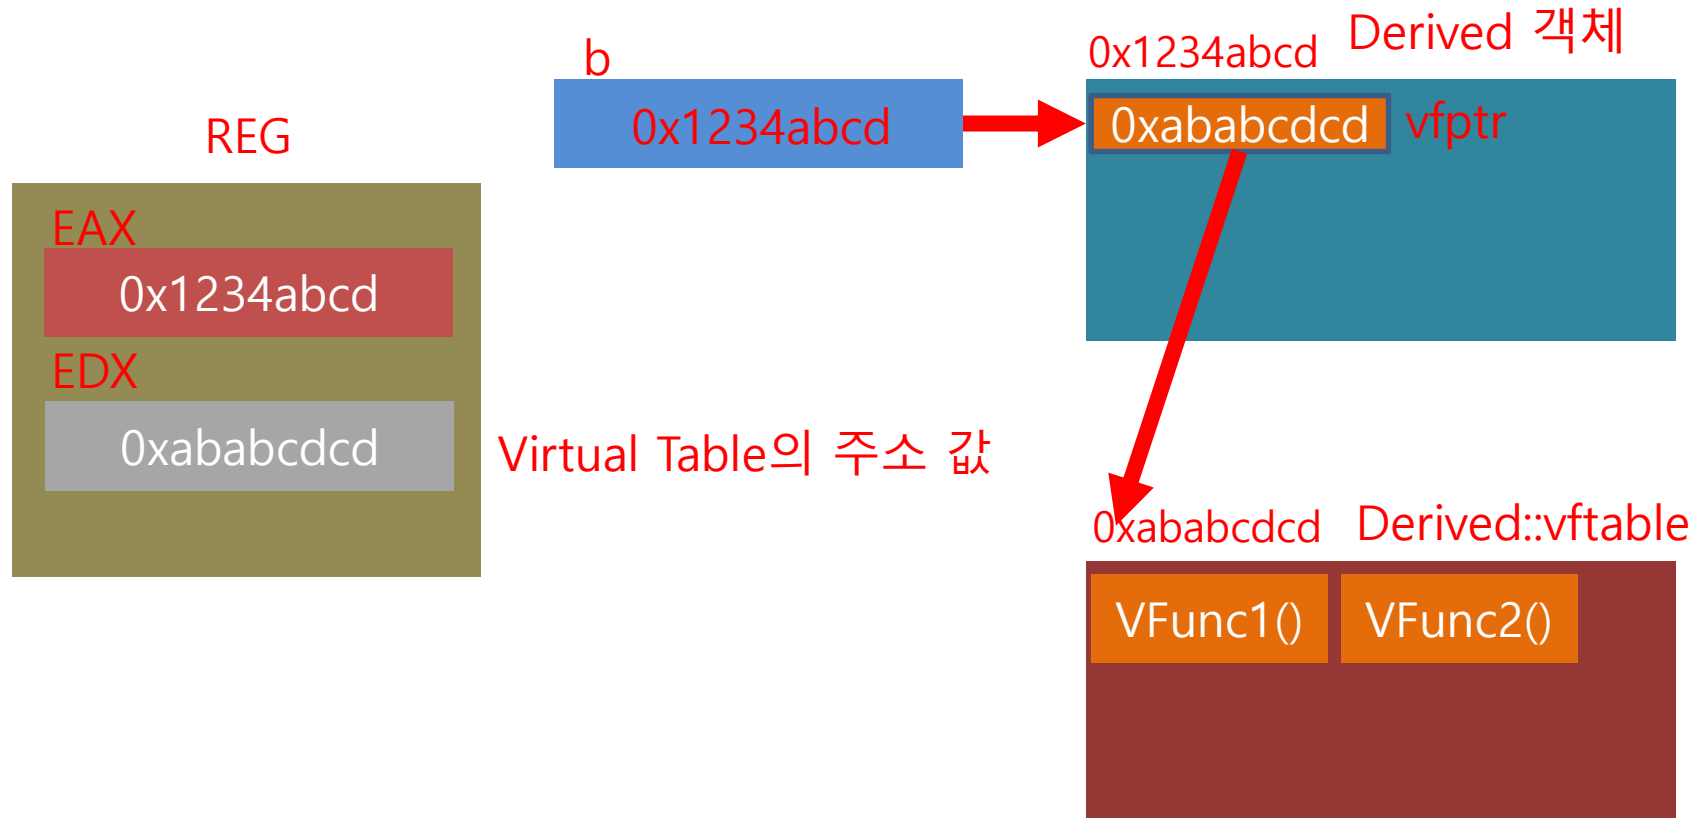 REG
EAX
0x1234abcd
EDX
0xababcdcd
Virtual Table의 주소 값
b
0x1234abcd
0x1234abcd Derived 객체
0xababcdcd vfptr
0xababcdcd Derived::vftable
VFunc1() VFunc2()